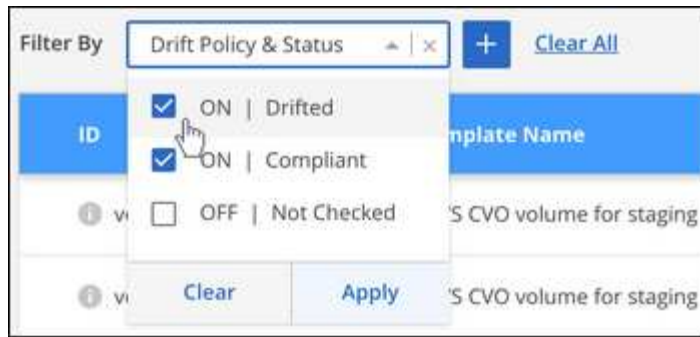 Filter By Drift Policy & Status Clear All
ON | Drifted
ID mplate Name
ON | Compliant
OFF | Not Checked 'S CVO volume for staging
Clear Apply 'S CVO volume for staging